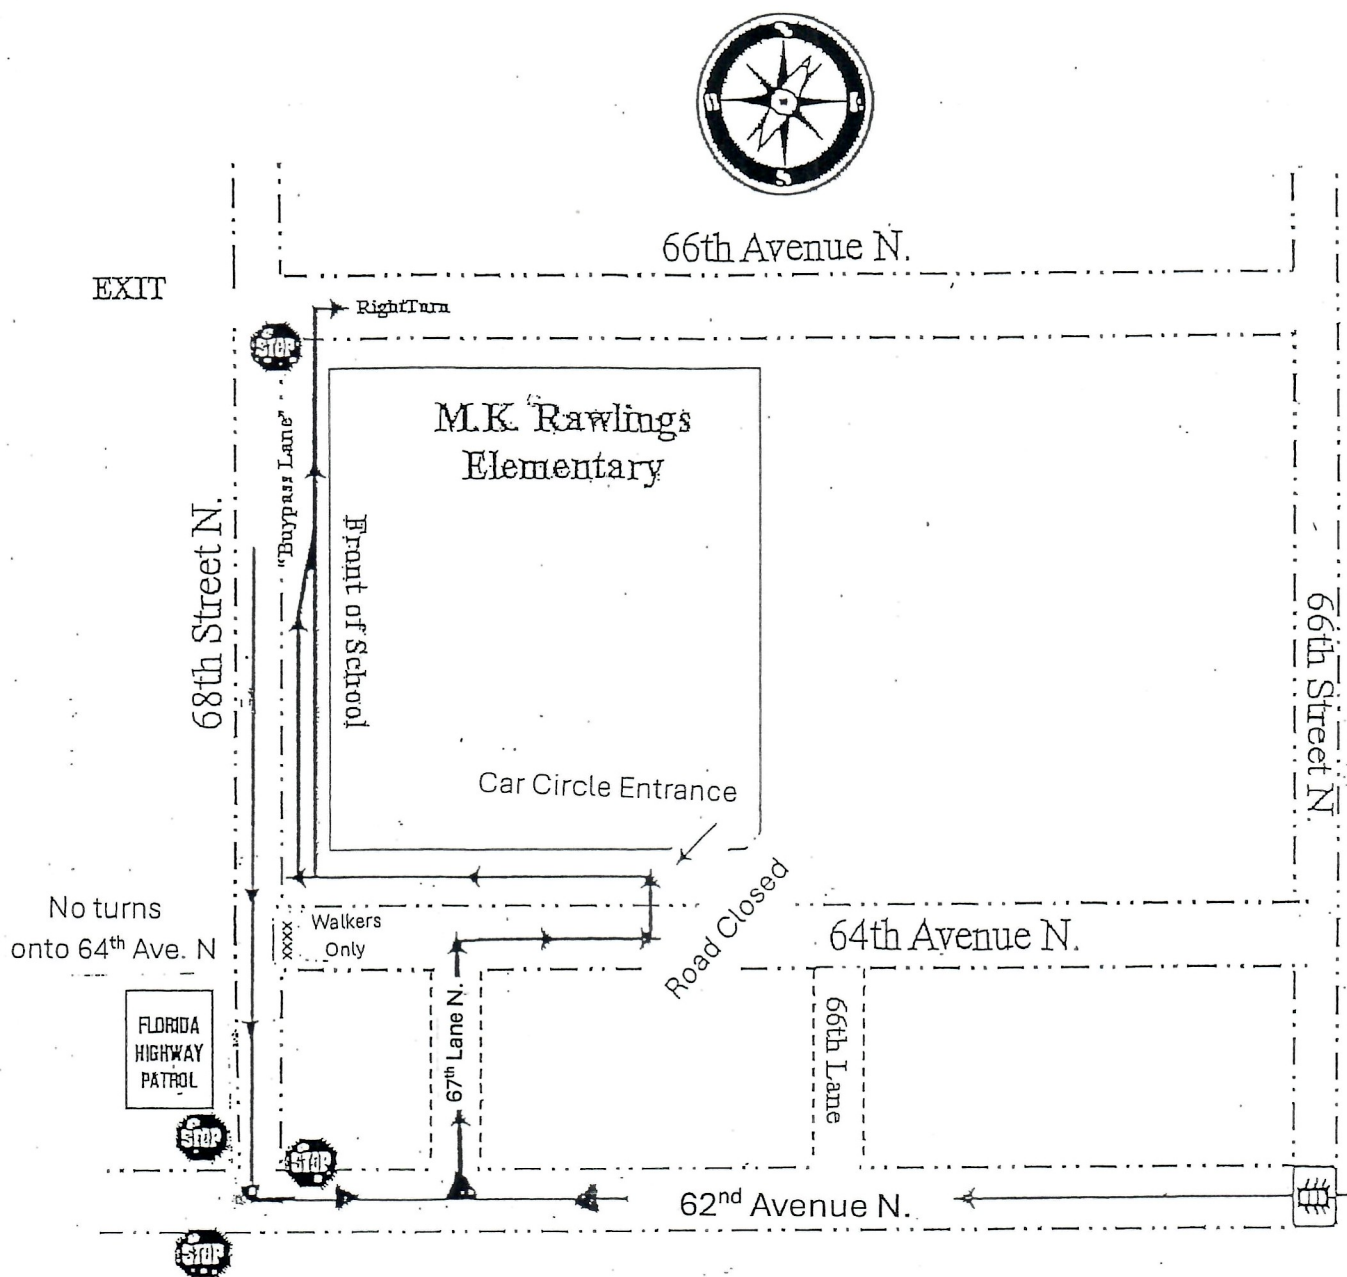 66th Avenue N.
EXIT
RightTurn
STOP
M.K. Rawlings
Elementary
"Buypass Lane"
68th Street N.
Front of School
66th Street N.
Car Circle Entrance
No turns
onto 64th Ave. N
xxxx
Walkers
Only
Road Closed
64th Avenue N.
FLORIDA
HIGHWAY
PATROL
67th Lane N.
66th Lane
STOP
STOP
62nd Avenue N.
STOP